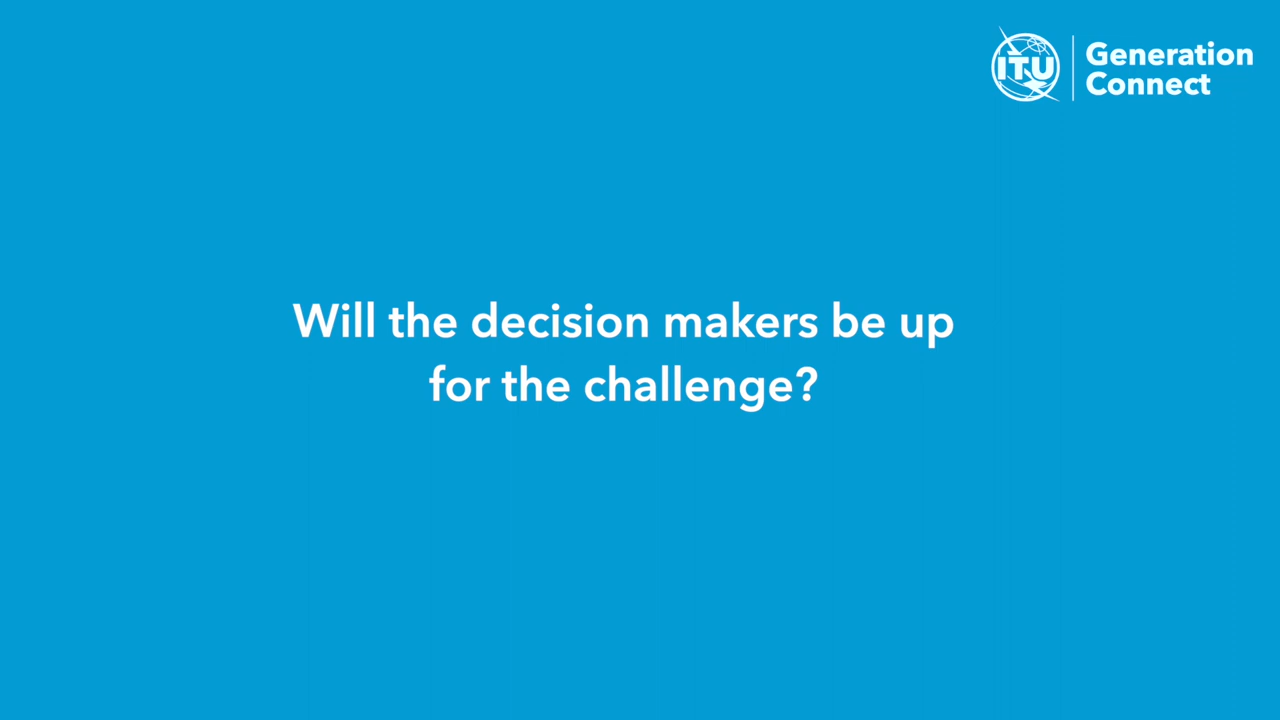 ITU
Generation
Connect
Will the decision makers be up
for the challenge?